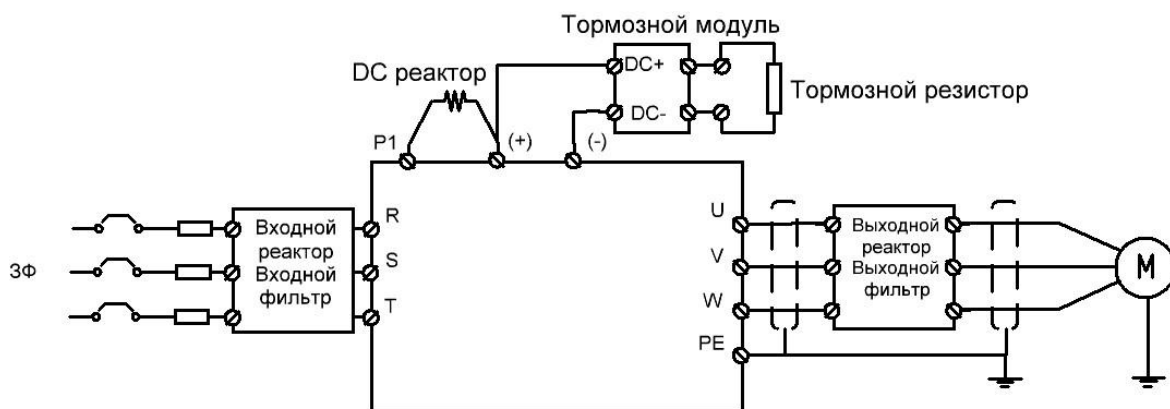 Тормозной модуль
DC реактор
DC+
DC-
Тормозной резистор
P1
(+)
(-)
3Ф
Входной
реактор
Входной
фильтр
R
S
T
U
V
W
PE
Выходной
реактор
Выходной
фильтр
M